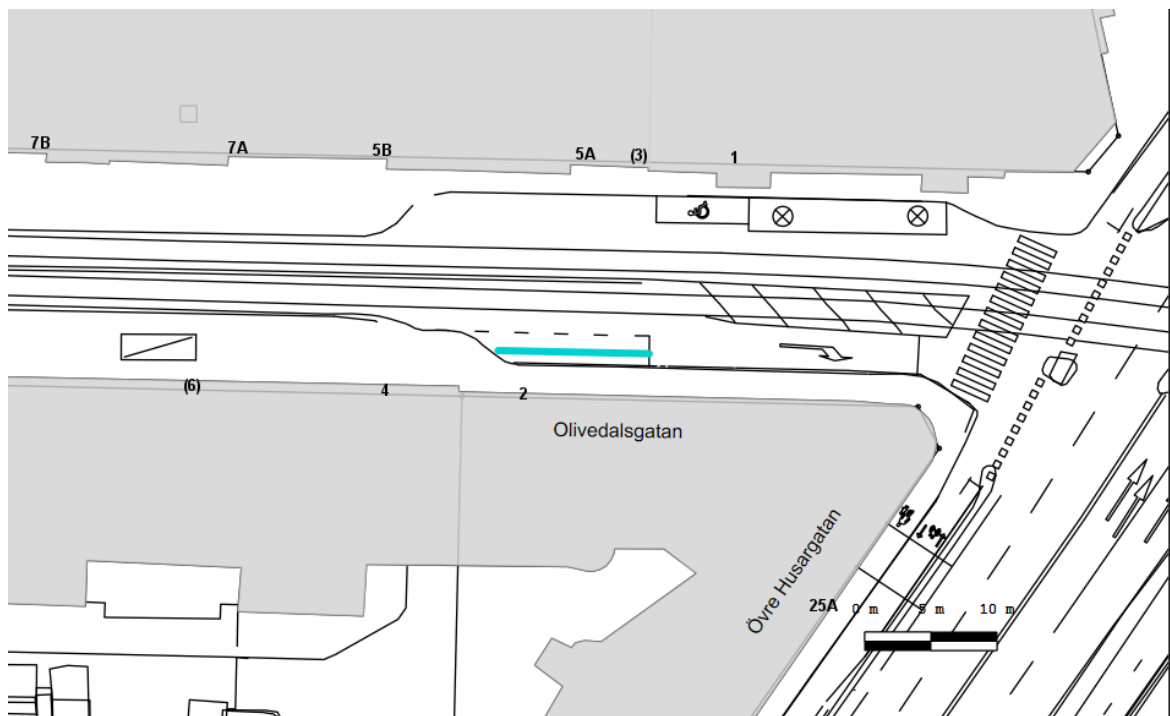 7B
7A
5B
5A
(3)
1
(6)
4
2
Olivedalsgatan
Övre Husargatan
25A
0 m
5 m
10 m